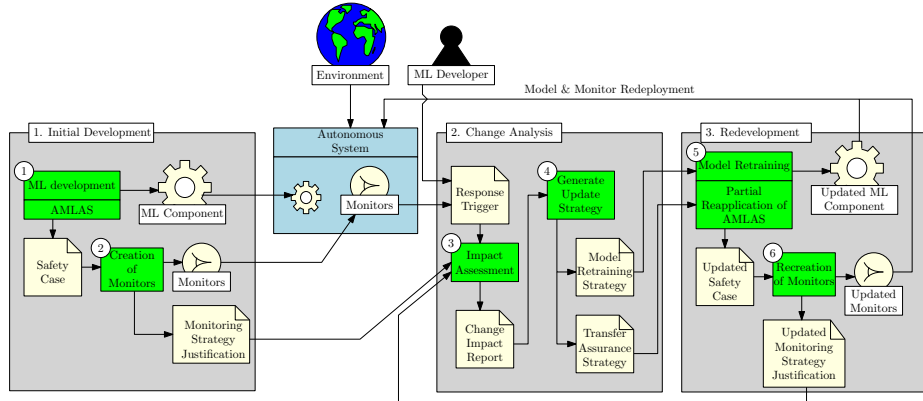 Environment
ML Developer
Model & Monitor Redeployment
1. Initial Development
1
ML development
AMLAS
ML Component
Safety
Case
2
Creation
of
Monitors
Monitors
Monitoring
Strategy
Justification
Autonomous
System
Monitors
2. Change Analysis
Response
Trigger
3
Impact
Assessment
Change
Impact
Report
4
Generate
Update
Strategy
Model
Retraining
Strategy
Transfer
Assurance
Strategy
3. Redevelopment
5
Model Retraining
Partial
Reapplication of
AMLAS
Updated ML
Component
Updated
Safety
Case
6
Recreation
of Monitors
Updated
Monitors
Updated
Monitoring
Strategy
Justification